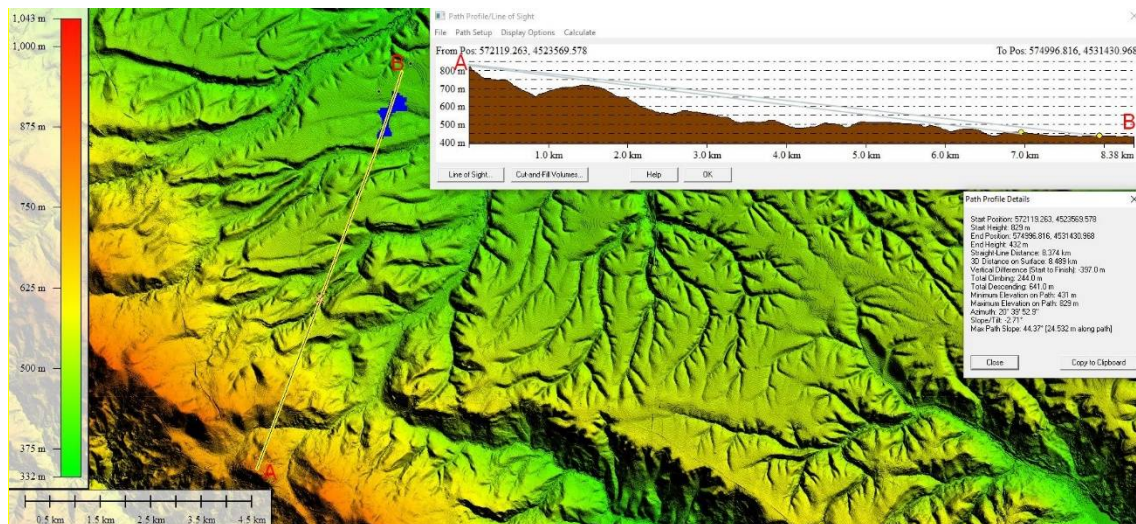 1,043 m
1,000 m
875 m
750 m
625 m
500 m
375 m
332 m
0.5 km 1.5 km 2.5 km 3.5 km 4.5 km
B
A
Path Profile/Line of Sight
File Path Setup Display Options Calculate
From Pos: 572119.263, 4523569.578 To Pos: 574996.816, 4531430.968
A
800 m
700 m
600 m
500 m
400 m
B
1.0 km 2.0 km 3.0 km 4.0 km 5.0 km 6.0 km 7.0 km 8.38 km
Line of Sight... Cut-and-Fill Volumes... Help OK
Path Profile Details
Start Position: 572119.263, 4523569.578
Start Height: 829 m
End Position: 574996.816, 4531430.968
End Height: 432 m
Straight-Line Distance: 8.374 km
3D Distance on Surface: 8.489 km
Vertical Difference (Start to Finish): -397.0 m
Total Climbing: 244.0 m
Total Descending: 641.0 m
Minimum Elevation on Path: 431 m
Maximum Elevation on Path: 829 m
Azimuth: 20° 39' 52.9"
Slope/Tilt: -2.71°
Max Path Slope: 44.37° (24.532 m along path)
Close Copy to Clipboard